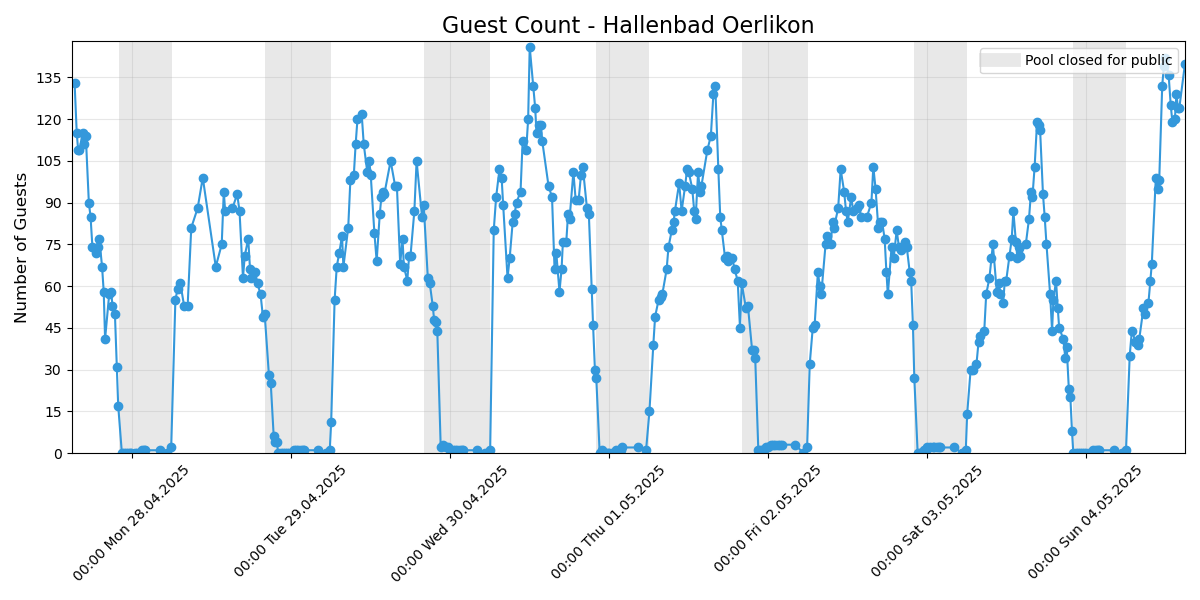 Guest Count - Hallenbad Oerlikon
Pool closed for public
Number of Guests
135
120
105
90
75
60
45
30
15
0
00:00 Mon 28.04.2025
00:00 Tue 29.04.2025
00:00 Wed 30.04.2025
00:00 Thu 01.05.2025
00:00 Fri 02.05.2025
00:00 Sat 03.05.2025
00:00 Sun 04.05.2025